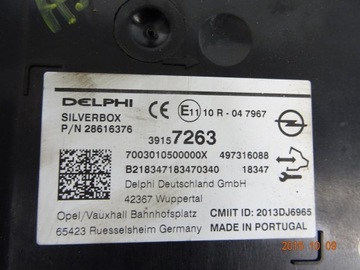 DELPHI
CE E11 10 R - 04 7967
SILVERBOX
P/N 28616376
3915 7263
7003010500000X 497316088
B218347183470340 18347
Delphi Deutschland GmbH
42367 Wuppertal
Opel/Vauxhall Bahnhofsplatz CMIIT ID: 2013DJ6965
65423 Ruesselsheim Germany MADE IN PORTUGAL